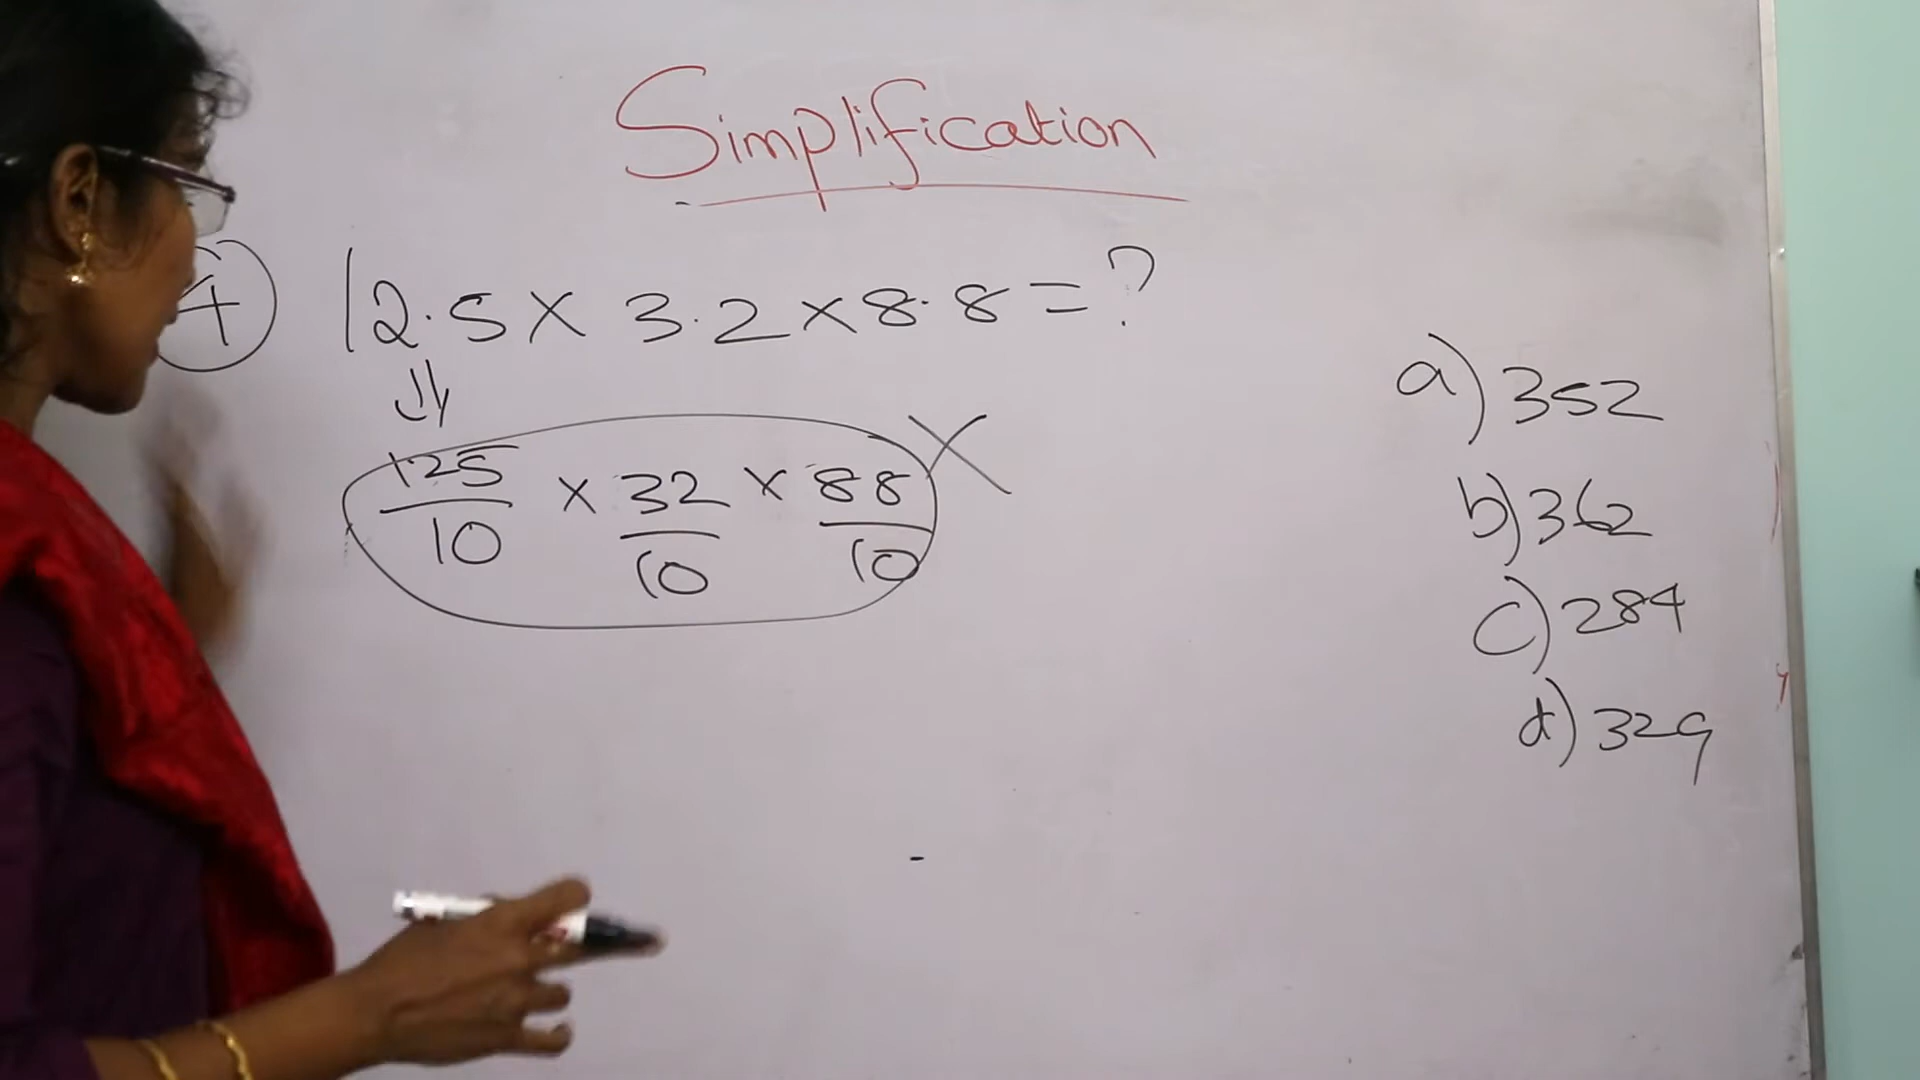 Simplification
4 12.5 × 3.2 × 8.8 = ?
125/10 × 32/10 × 88/10 ×
a) 352
b) 362
c) 284
d) 329